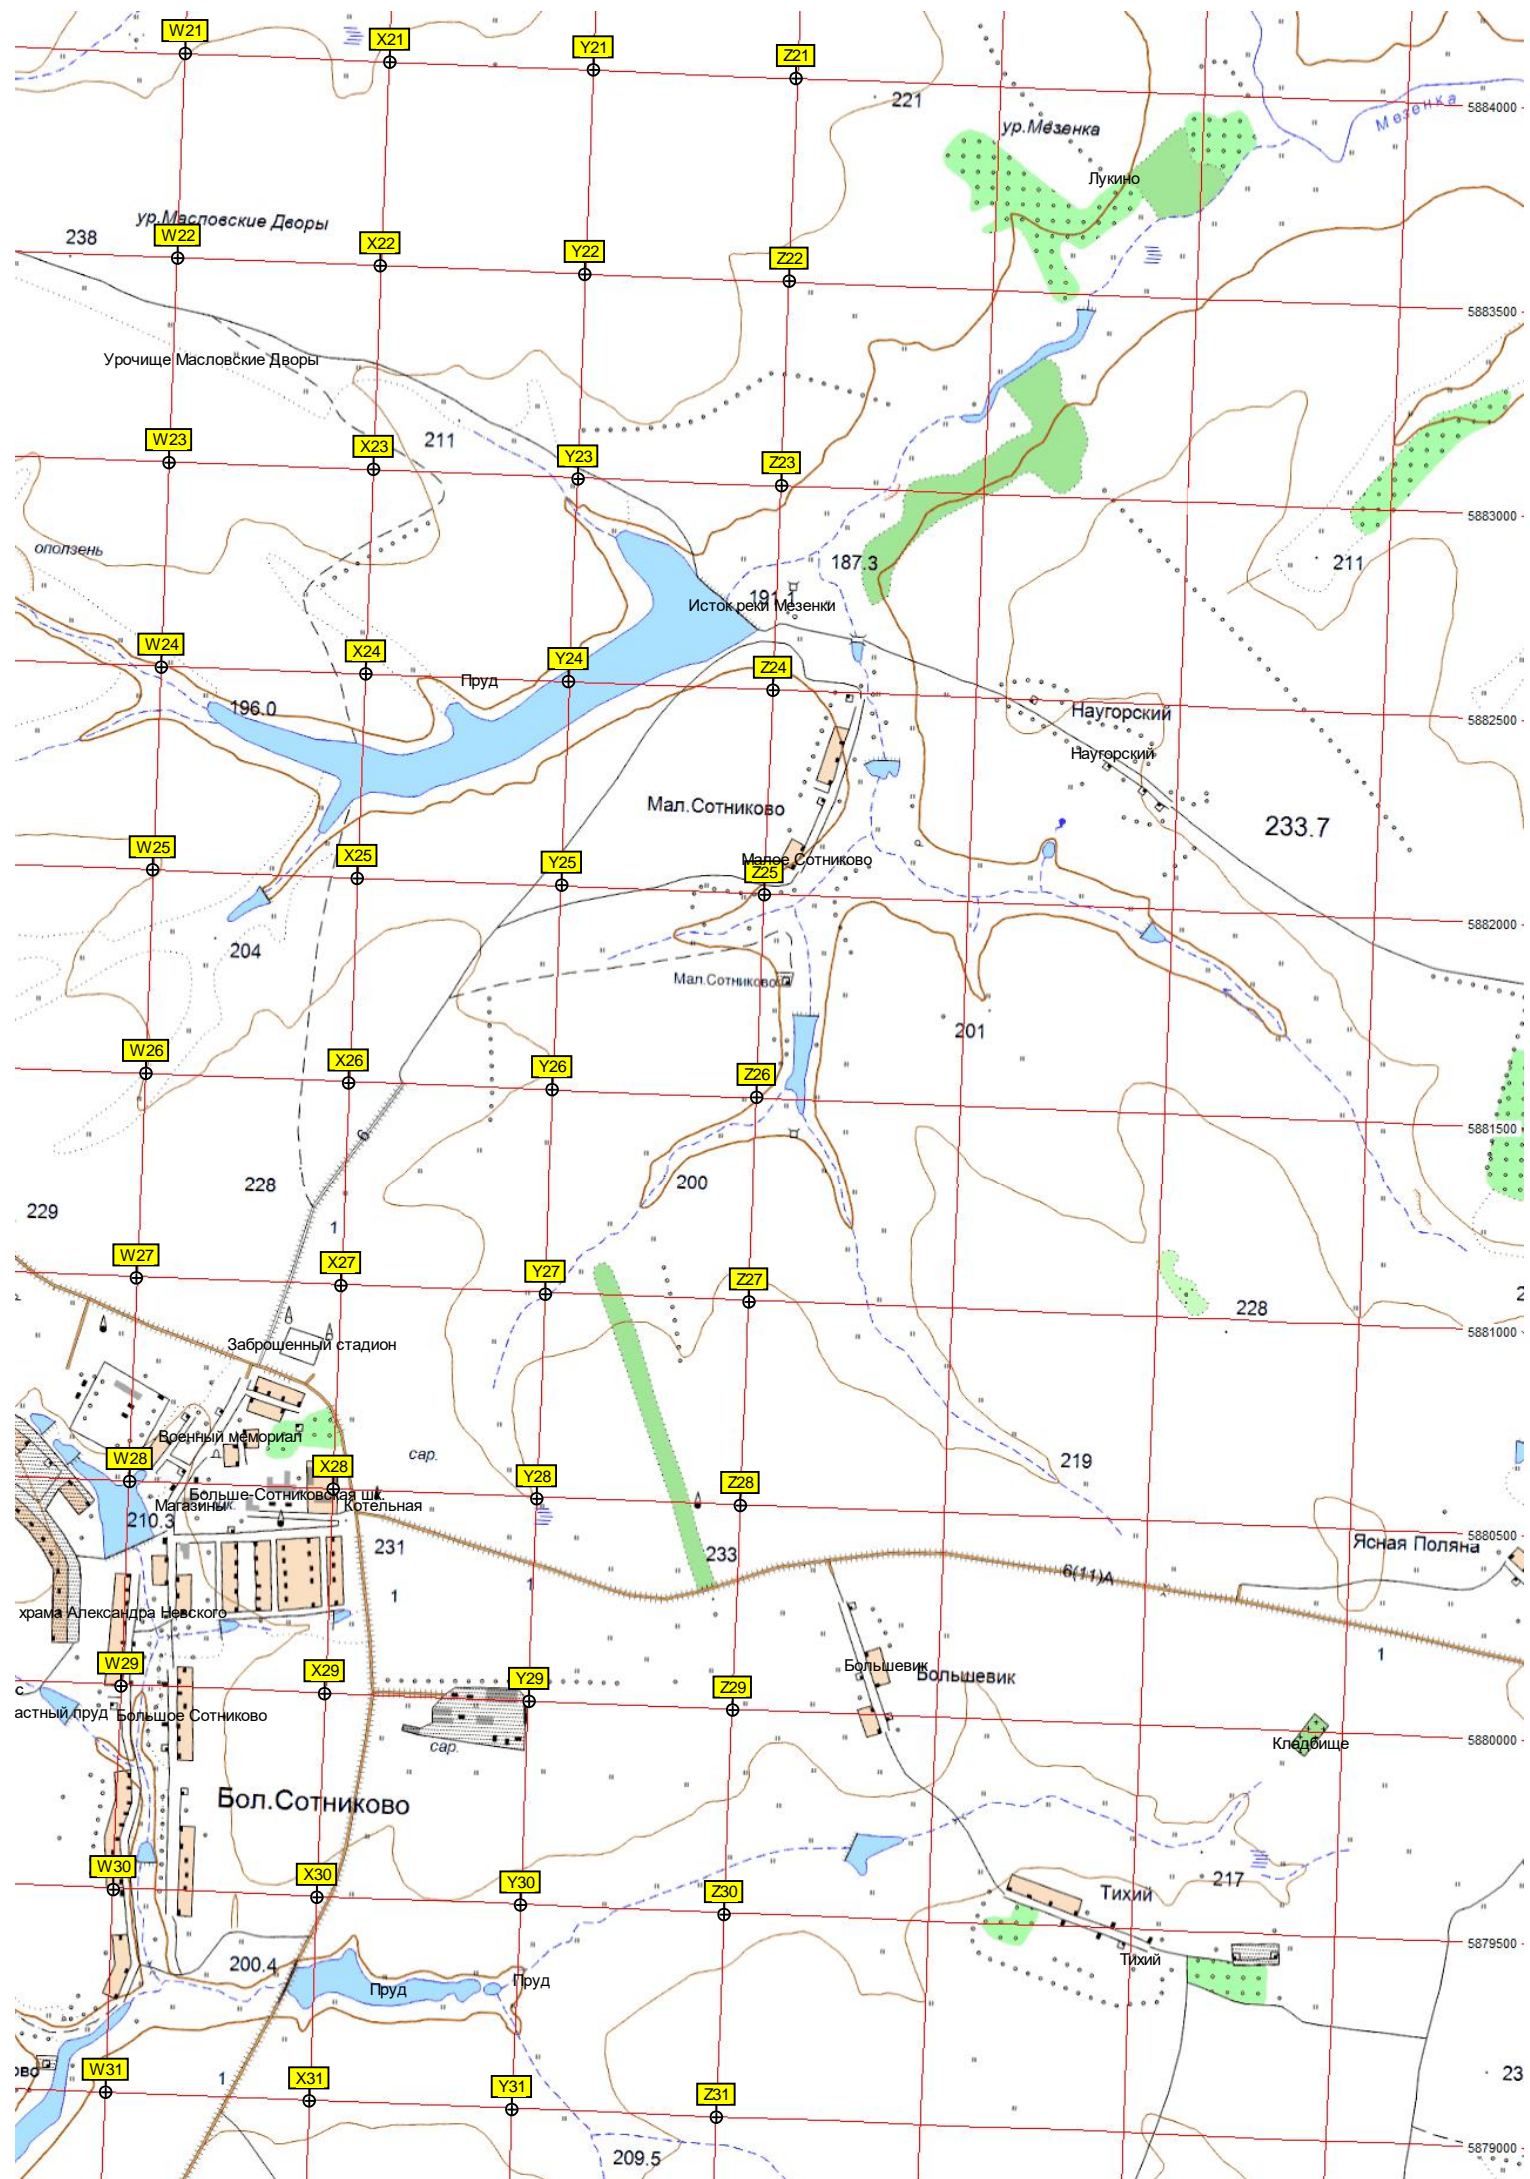 W21
X21
Y21
Z21
221
5884000
Мезенка
ур.Мезенка
Лукино
ур.Масловские Дворы
238
W22
X22
Y22
Z22
5883500
Урочище Масловские Дворы
W23
X23
211
Y23
Z23
5883000
оползень
187.3
211
191.1
Исток реки Мезенки
W24
X24
Y24
Z24
Пруд
196.0
Наугорский
5882500
Наугорский
Мал.Сотниково
233.7
W25
X25
Y25
Малое Сотниково
Z25
5882000
204
Мал.Сотниково
201
W26
X26
Y26
Z26
5881500
6
228
200
229
1
W27
X27
Y27
Z27
228
2
5881000
Заброшенный стадион
Военный мемориал
сар.
219
W28
X28
Y28
Z28
Больше-Сотниковская шк.
Магазины
Котельная
210.3
5880500
231
233
Ясная Поляна
1
1
6(11)А
храма Александра Невского
1
1
W29
X29
Y29
Z29
Большевик
Большевик
с
астный пруд
Большое Сотниково
сар.
Кладбище
5880000
Бол.Сотниково
W30
X30
Y30
Z30
217
Тихий
5879500
200.4
Тихий
Пруд
Пруд
ово
W31
X31
Y31
Z31
1
23
209.5
5879000